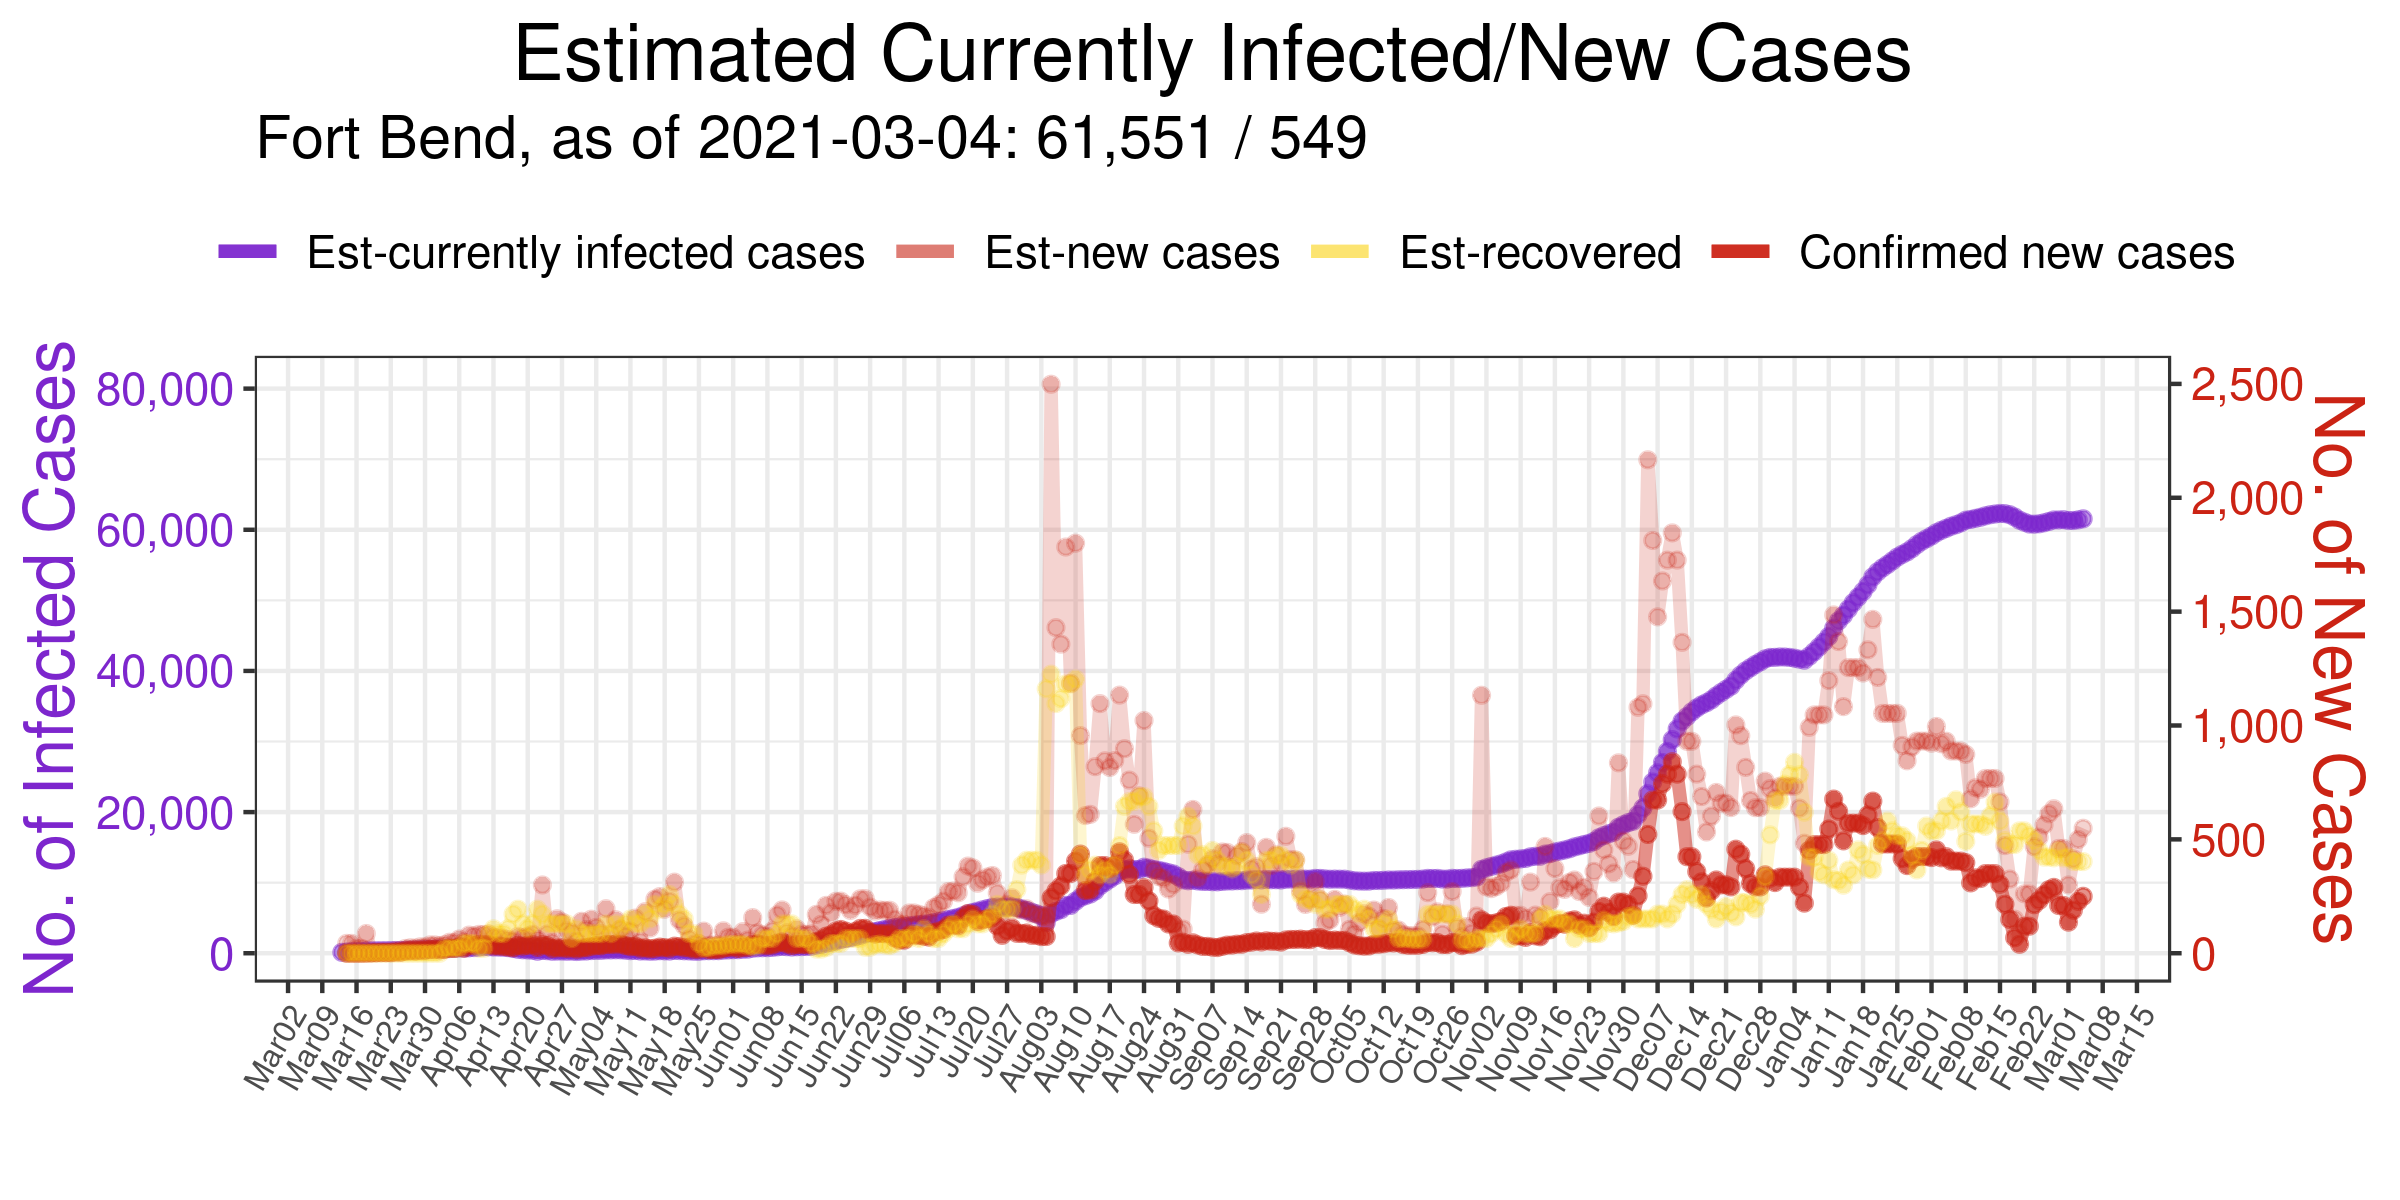 Estimated Currently Infected/New Cases
Fort Bend, as of 2021-03-04: 61,551 / 549
Est-currently infected cases Est-new cases Est-recovered Confirmed new cases
No. of Infected Cases
80,000
60,000
40,000
20,000
0
2,500
2,000
1,500
1,000
500
0
No. of New Cases
Mar02 Mar09 Mar16 Mar23 Mar30 Apr06 Apr13 Apr20 Apr27 May04 May11 May18 May25 Jun01 Jun08 Jun15 Jun22 Jun29 Jul06 Jul13 Jul20 Jul27 Aug03 Aug10 Aug17 Aug24 Aug31 Sep07 Sep14 Sep21 Sep28 Oct05 Oct12 Oct19 Oct26 Nov02 Nov09 Nov16 Nov23 Nov30 Dec07 Dec14 Dec21 Dec28 Jan04 Jan11 Jan18 Jan25 Feb01 Feb08 Feb15 Feb22 Mar01 Mar08 Mar15